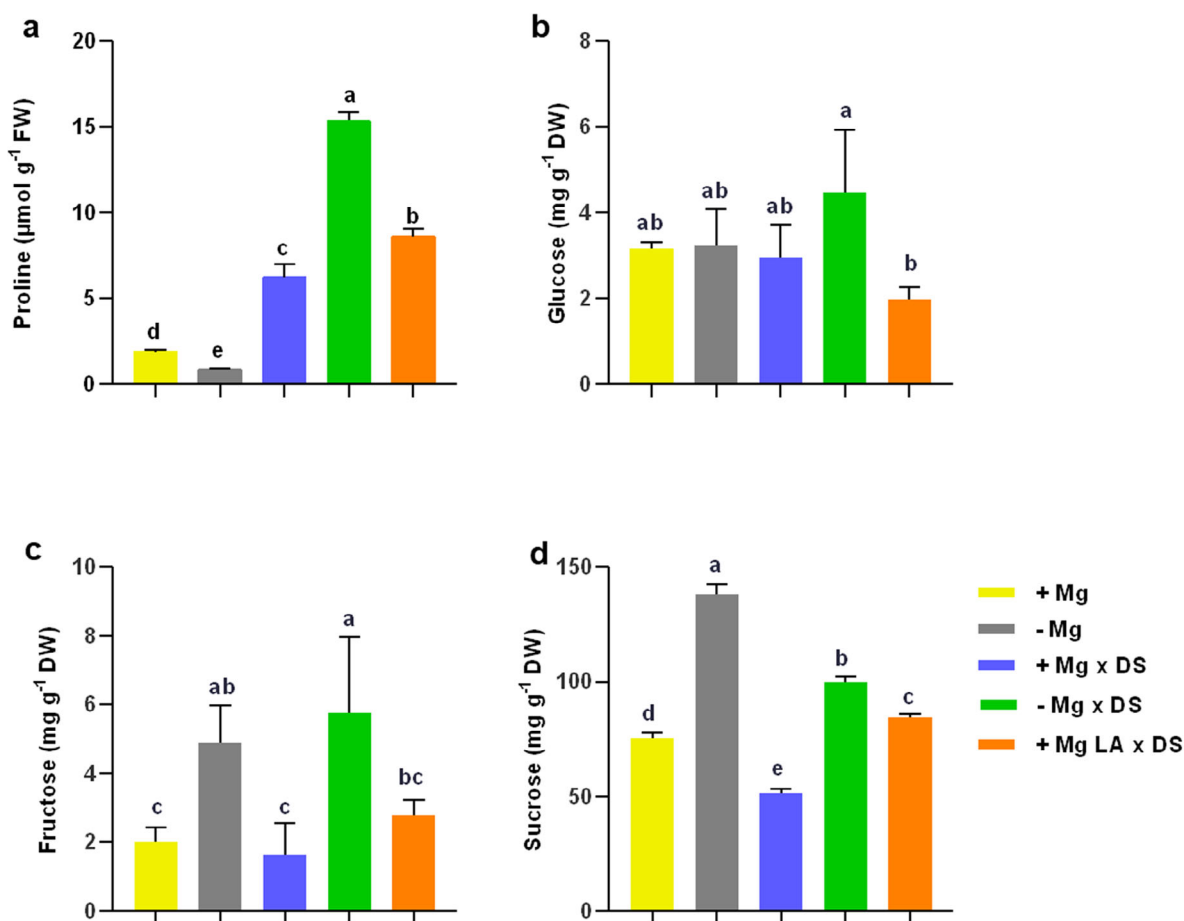 a
Proline (µmol g⁻¹ FW)
20
15
10
5
0
d
e
c
a
b
b
Glucose (mg g⁻¹ DW)
8
6
4
2
0
ab
ab
ab
a
b
c
Fructose (mg g⁻¹ DW)
10
8
6
4
2
0
c
ab
c
a
bc
d
Sucrose (mg g⁻¹ DW)
150
100
50
0
d
a
e
b
c
+ Mg
- Mg
+ Mg x DS
- Mg x DS
+ Mg LA x DS